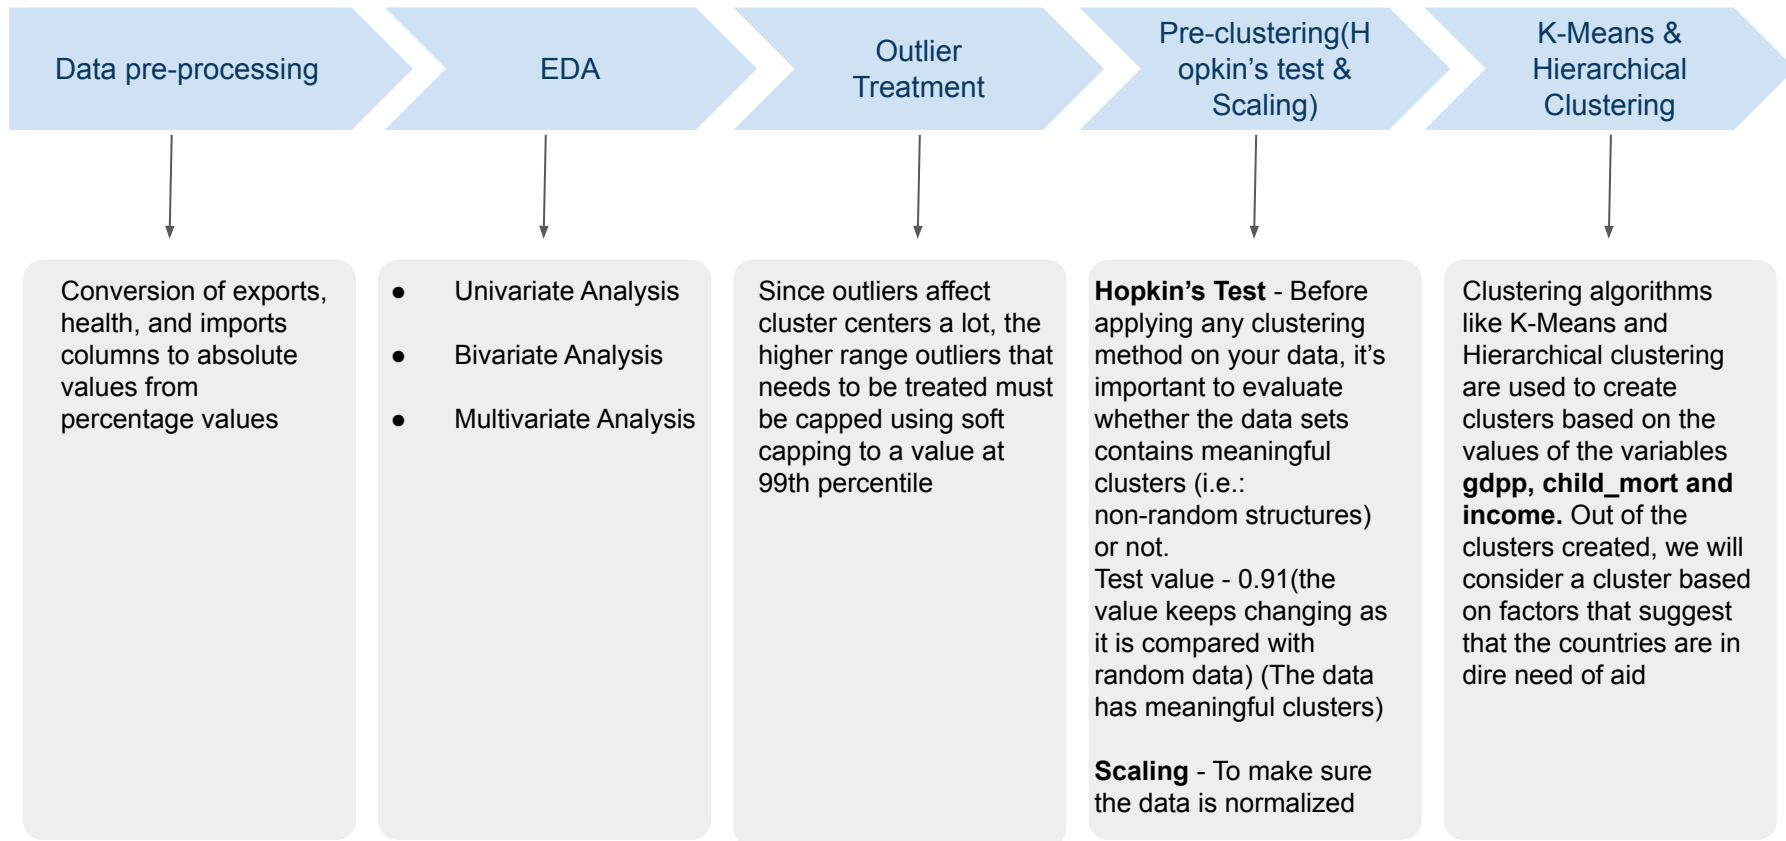 Data pre-processing
EDA
Outlier
Treatment
Pre-clustering(H
opkin’s test &
Scaling)
K-Means &
Hierarchical
Clustering
Conversion of exports,
health, and imports
columns to absolute
values from
percentage values
● Univariate Analysis
● Bivariate Analysis
● Multivariate Analysis
Since outliers affect
cluster centers a lot, the
higher range outliers that
needs to be treated must
be capped using soft
capping to a value at
99th percentile
Hopkin’s Test - Before
applying any clustering
method on your data, it’s
important to evaluate
whether the data sets
contains meaningful
clusters (i.e.:
non-random structures)
or not.
Test value - 0.91(the
value keeps changing as
it is compared with
random data) (The data
has meaningful clusters)
Scaling - To make sure
the data is normalized
Clustering algorithms
like K-Means and
Hierarchical clustering
are used to create
clusters based on the
values of the variables
gdpp, child_mort and
income. Out of the
clusters created, we will
consider a cluster based
on factors that suggest
that the countries are in
dire need of aid